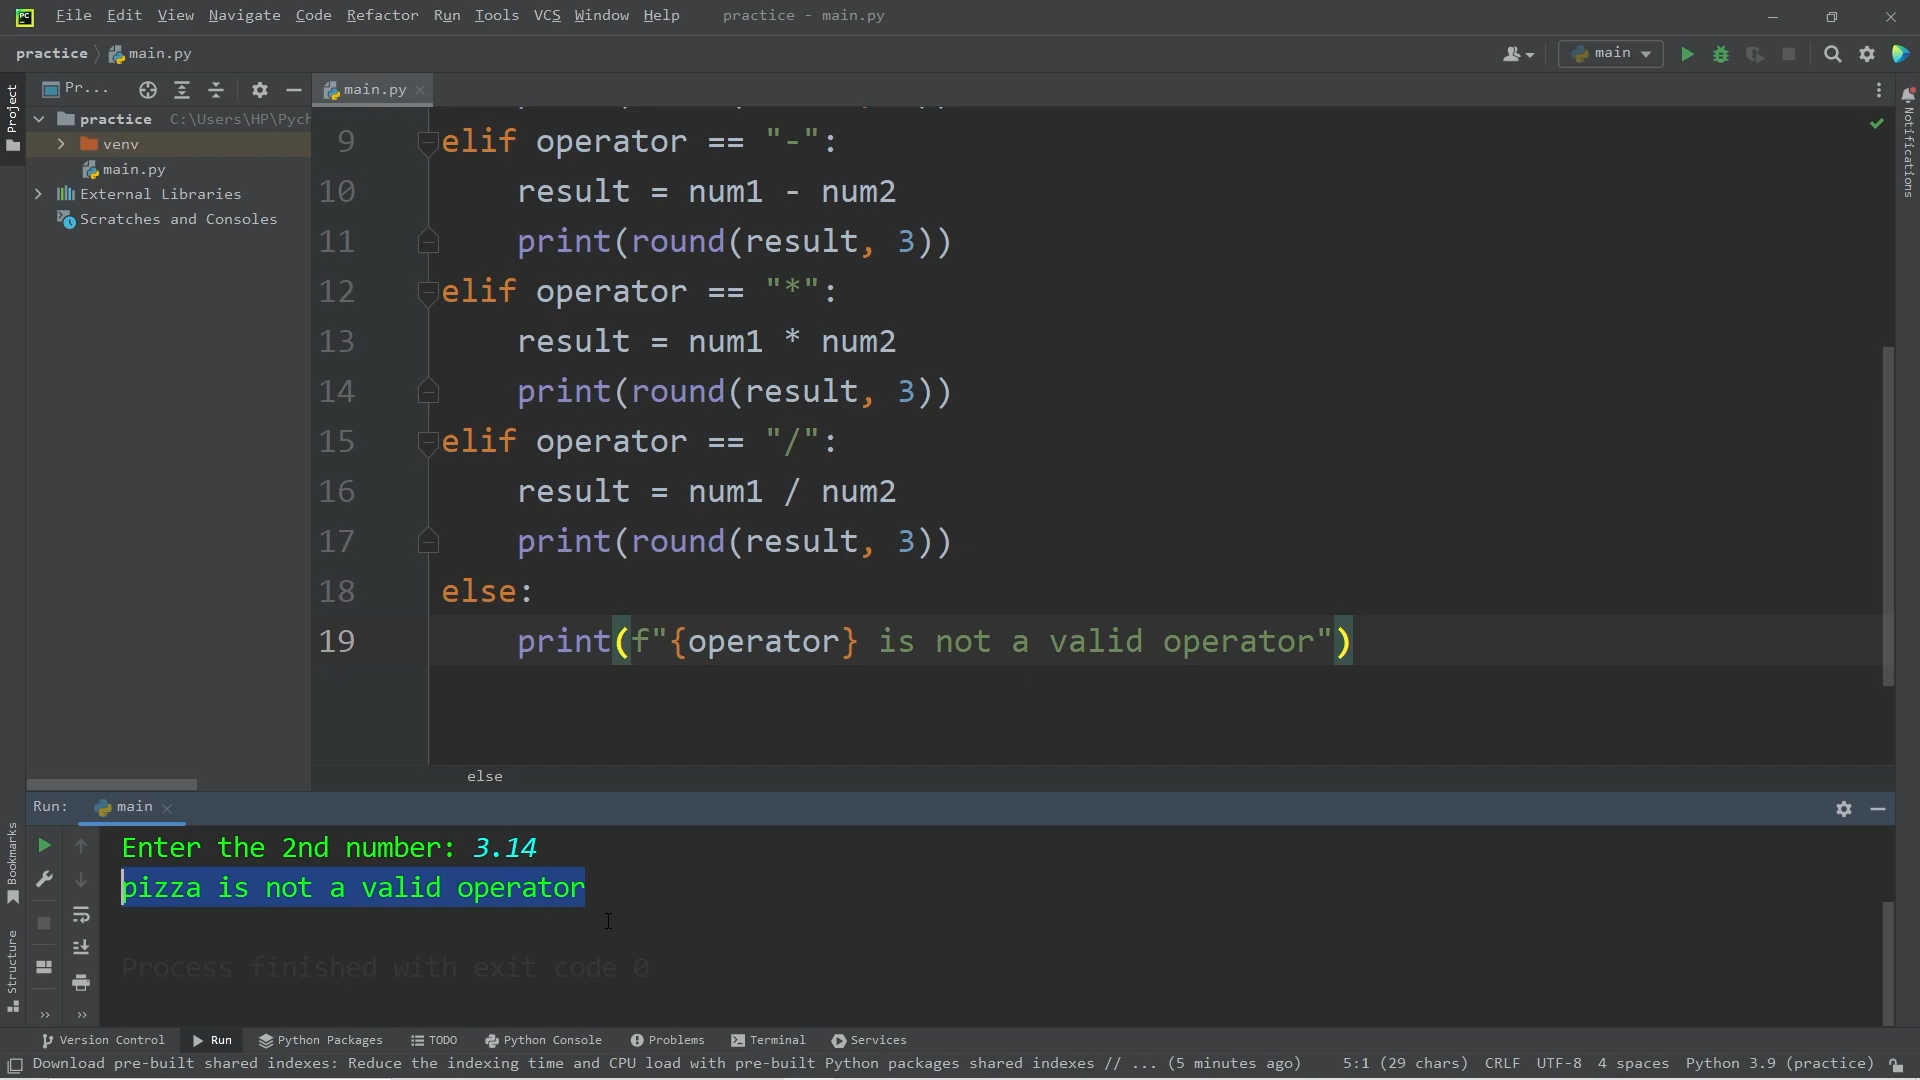 PC
File Edit View Navigate Code Refactor Run Tools VCS Window Help practice - main.py
practice main.py
main
Project
Pr...
main.py
practice C:\Users\HP\Pych
venv
main.py
External Libraries
Scratches and Consoles
Notifications
9 elif operator == "-":
10 result = num1 - num2
11 print(round(result, 3))
12 elif operator == "*":
13 result = num1 * num2
14 print(round(result, 3))
15 elif operator == "/":
16 result = num1 / num2
17 print(round(result, 3))
18 else:
19 print(f"{operator} is not a valid operator")
else
Run: main
Bookmarks
Structure
Enter the 2nd number: 3.14
pizza is not a valid operator
Process finished with exit code 0
Version Control Run Python Packages TODO Python Console Problems Terminal Services
Download pre-built shared indexes: Reduce the indexing time and CPU load with pre-built Python packages shared indexes // ... (5 minutes ago) 5:1 (29 chars) CRLF UTF-8 4 spaces Python 3.9 (practice)